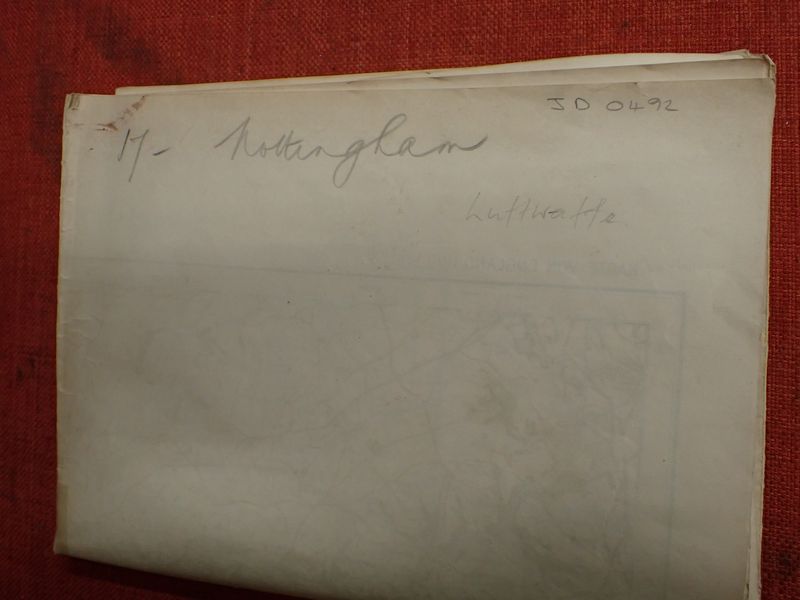 JD 0492
17- Nottingham
Luftwaffe